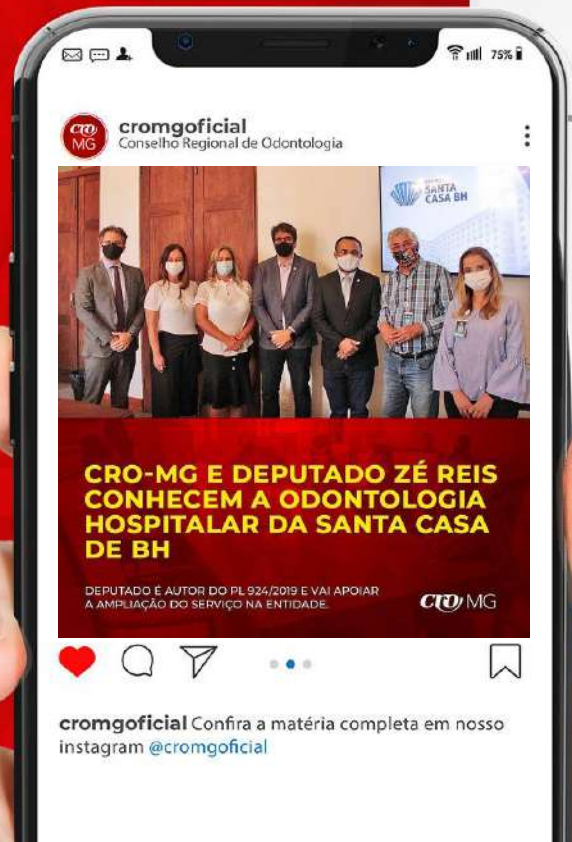 75%
CRO MG
cromgoficial
Conselho Regional de Odontologia
SANTA
CASA BH
CRO-MG E DEPUTADO ZÉ REIS
CONHECEM A ODONTOLOGIA
HOSPITALAR DA SANTA CASA
DE BH
DEPUTADO É AUTOR DO PL 924/2019 E VAI APOIAR
A AMPLIAÇÃO DO SERVIÇO NA ENTIDADE.
CRO MG
cromgoficial Confira a matéria completa em nosso
instagram @cromgoficial